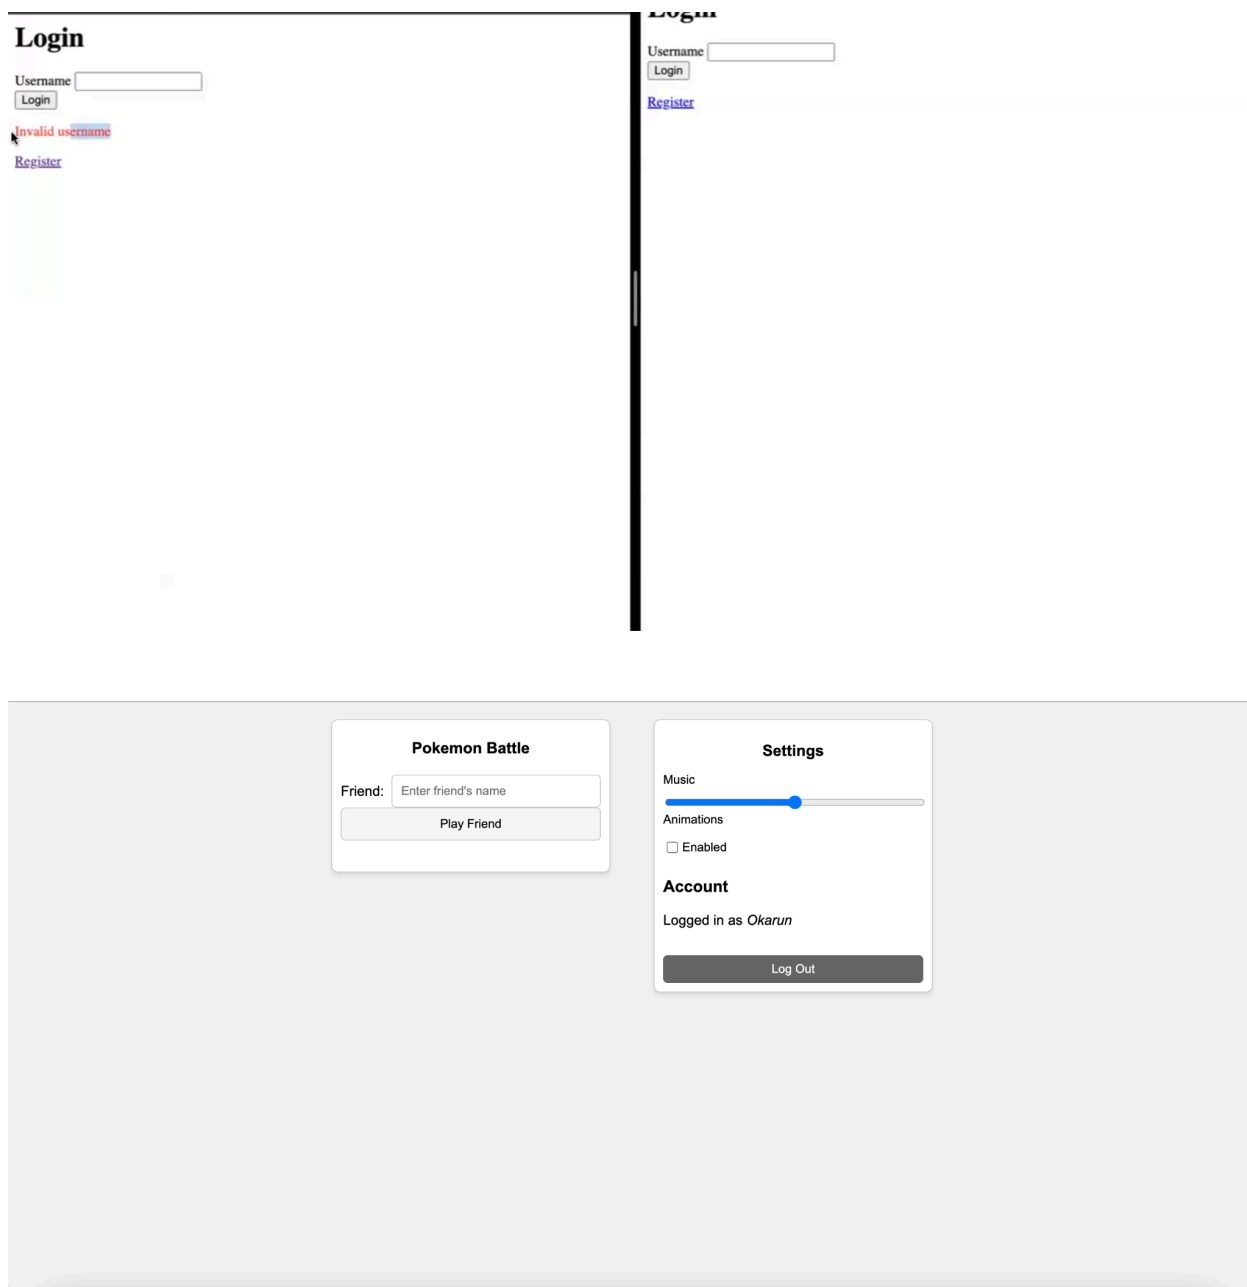 Login
Username
Login
Invalid username
Register
Login
Username
Login
Register
Pokemon Battle
Friend: Enter friend's name
Play Friend
Settings
Music
Animations
Enabled
Account
Logged in as Okarun
Log Out